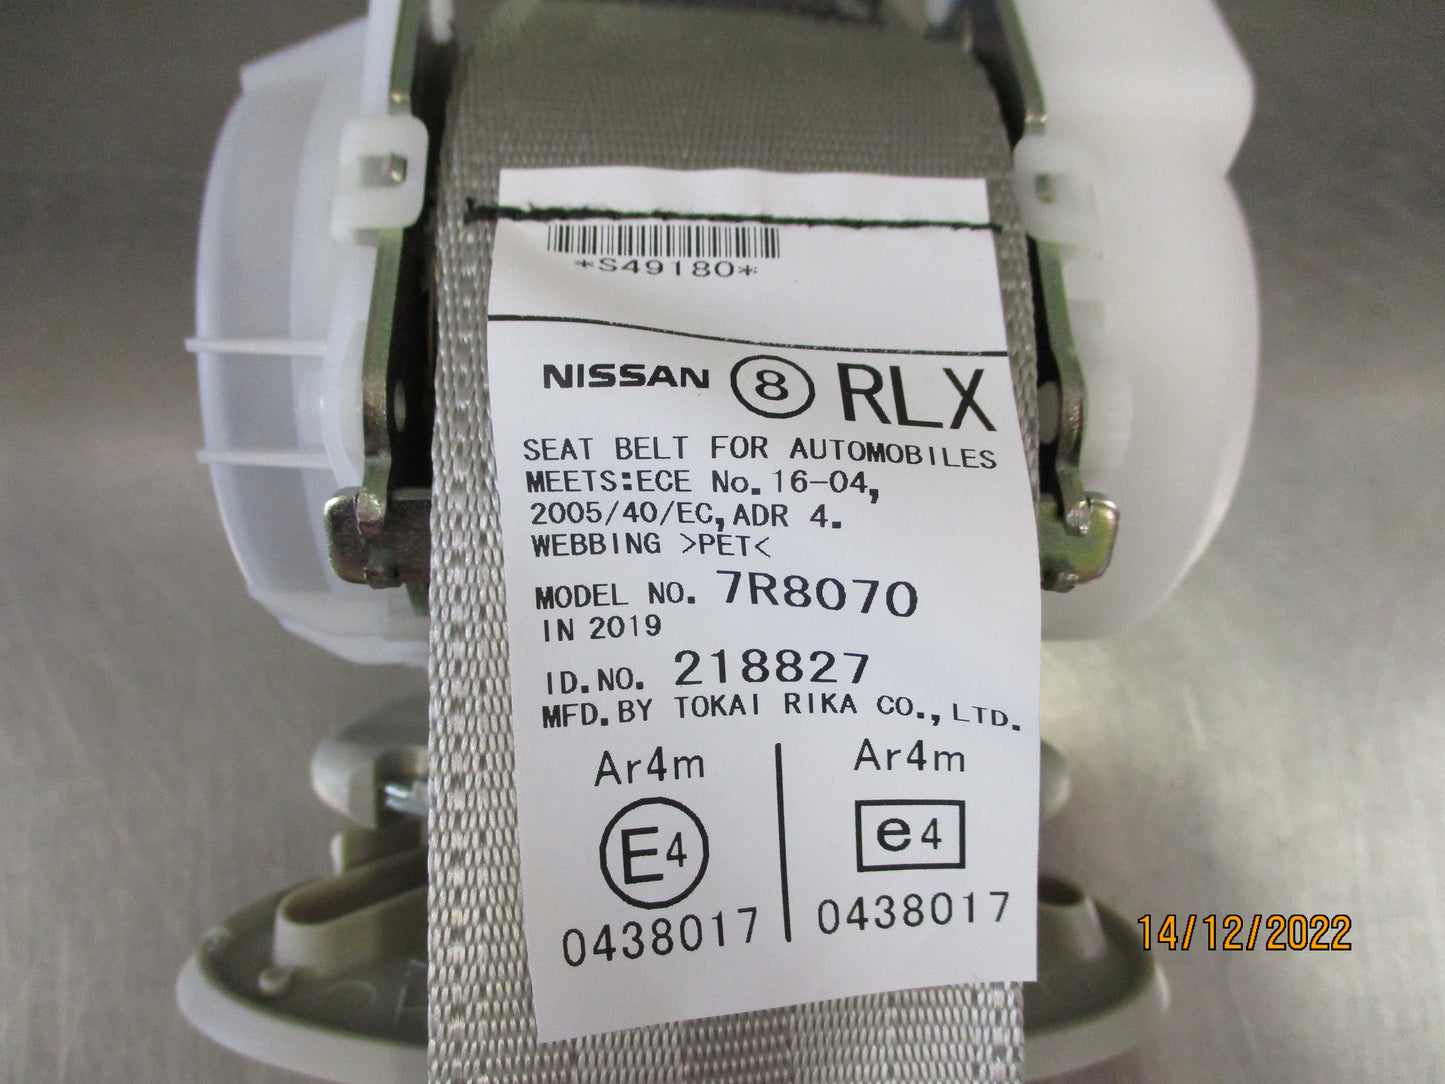 *S49180*
NISSAN 8 RLX
SEAT BELT FOR AUTOMOBILES
MEETS:ECE No.16-04,
2005/40/EC,ADR 4.
WEBBING >PET<
MODEL NO. 7R8070
IN 2019
ID.NO. 218827
MFD.BY TOKAI RIKA CO.,LTD.
Ar4m Ar4m
E4 e4
0438017 0438017
14/12/2022